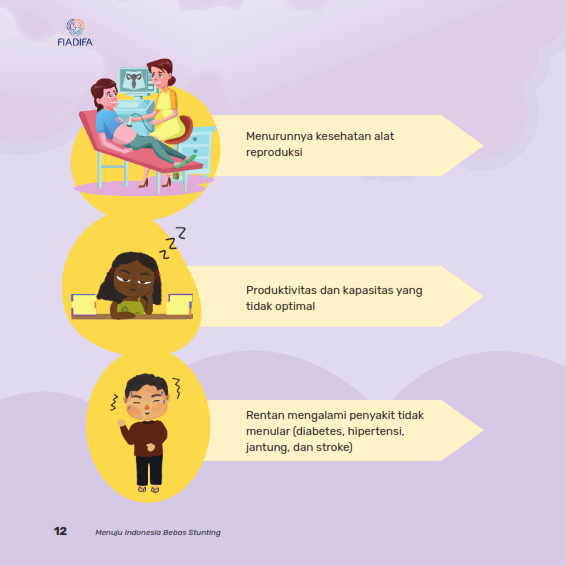 FIADIFA
Menurunnya kesehatan alat
reproduksi
Z Z Z Z
Produktivitas dan kapasitas yang
tidak optimal
Rentan mengalami penyakit tidak
menular (diabetes, hipertensi,
jantung, dan stroke)
12 Menuju Indonesia Bebas Stunting